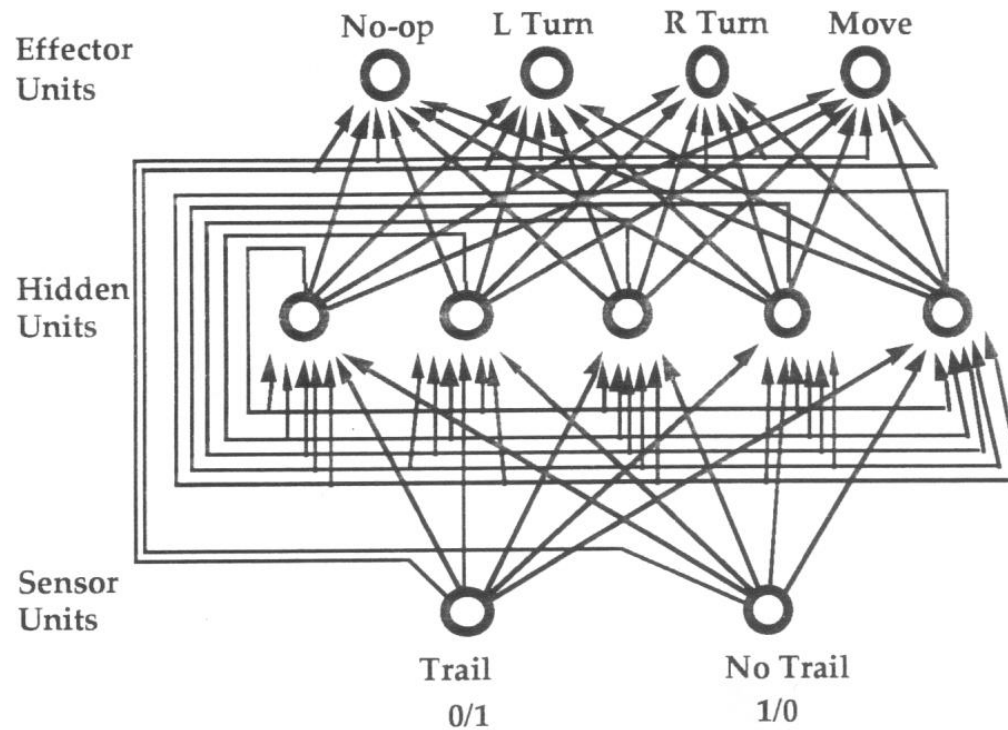 No-op L Turn R Turn Move
Effector
Units
Hidden
Units
Sensor
Units
Trail No Trail
0/1 1/0